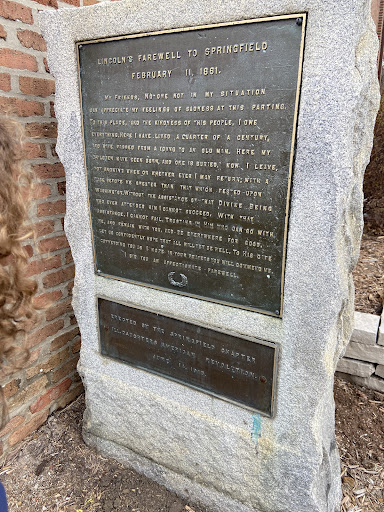 LINCOLN'S FAREWELL TO SPRINGFIELD
FEBRUARY 11, 1861.
MY FRIENDS, NO-ONE NOT IN MY SITUATION
CAN APPRECIATE MY FEELINGS OF SADNESS AT THIS PARTING.
TO THIS PLACE, AND THE KINDNESS OF THIS PEOPLE, I OWE
EVERYTHING. HERE I HAVE LIVED A QUARTER OF A CENTURY,
AND HAVE PASSED FROM A YOUNG TO AN OLD MAN. HERE MY
CHILDREN HAVE BEEN BORN, AND ONE IS BURIED. NOW I LEAVE,
NOT KNOWING WHEN OR WHETHER EVER I MAY RETURN; WITH A
TASK BEFORE ME GREATER THAN THAT WHICH RESTED UPON
WASHINGTON. WITHOUT THE ASSISTANCE OF THAT DIVINE BEING
WHO EVER ATTENDED HIM I CANNOT SUCCEED. WITH THAT
ASSISTANCE, I CANNOT FAIL. TRUSTING IN HIM WHO CAN GO WITH
ME, AND REMAIN WITH YOU, AND BE EVERYWHERE FOR GOOD,
LET US CONFIDENTLY HOPE THAT ALL WILL YET BE WELL. TO HIS CARE
COMMENDING YOU AS I HOPE IN YOUR PRAYERS YOU WILL COMMEND ME,
I BID YOU AN AFFECTIONATE FAREWELL.
ERECTED BY THE SPRINGFIELD CHAPTER
DAUGHTERS AMERICAN REVOLUTION
APRIL